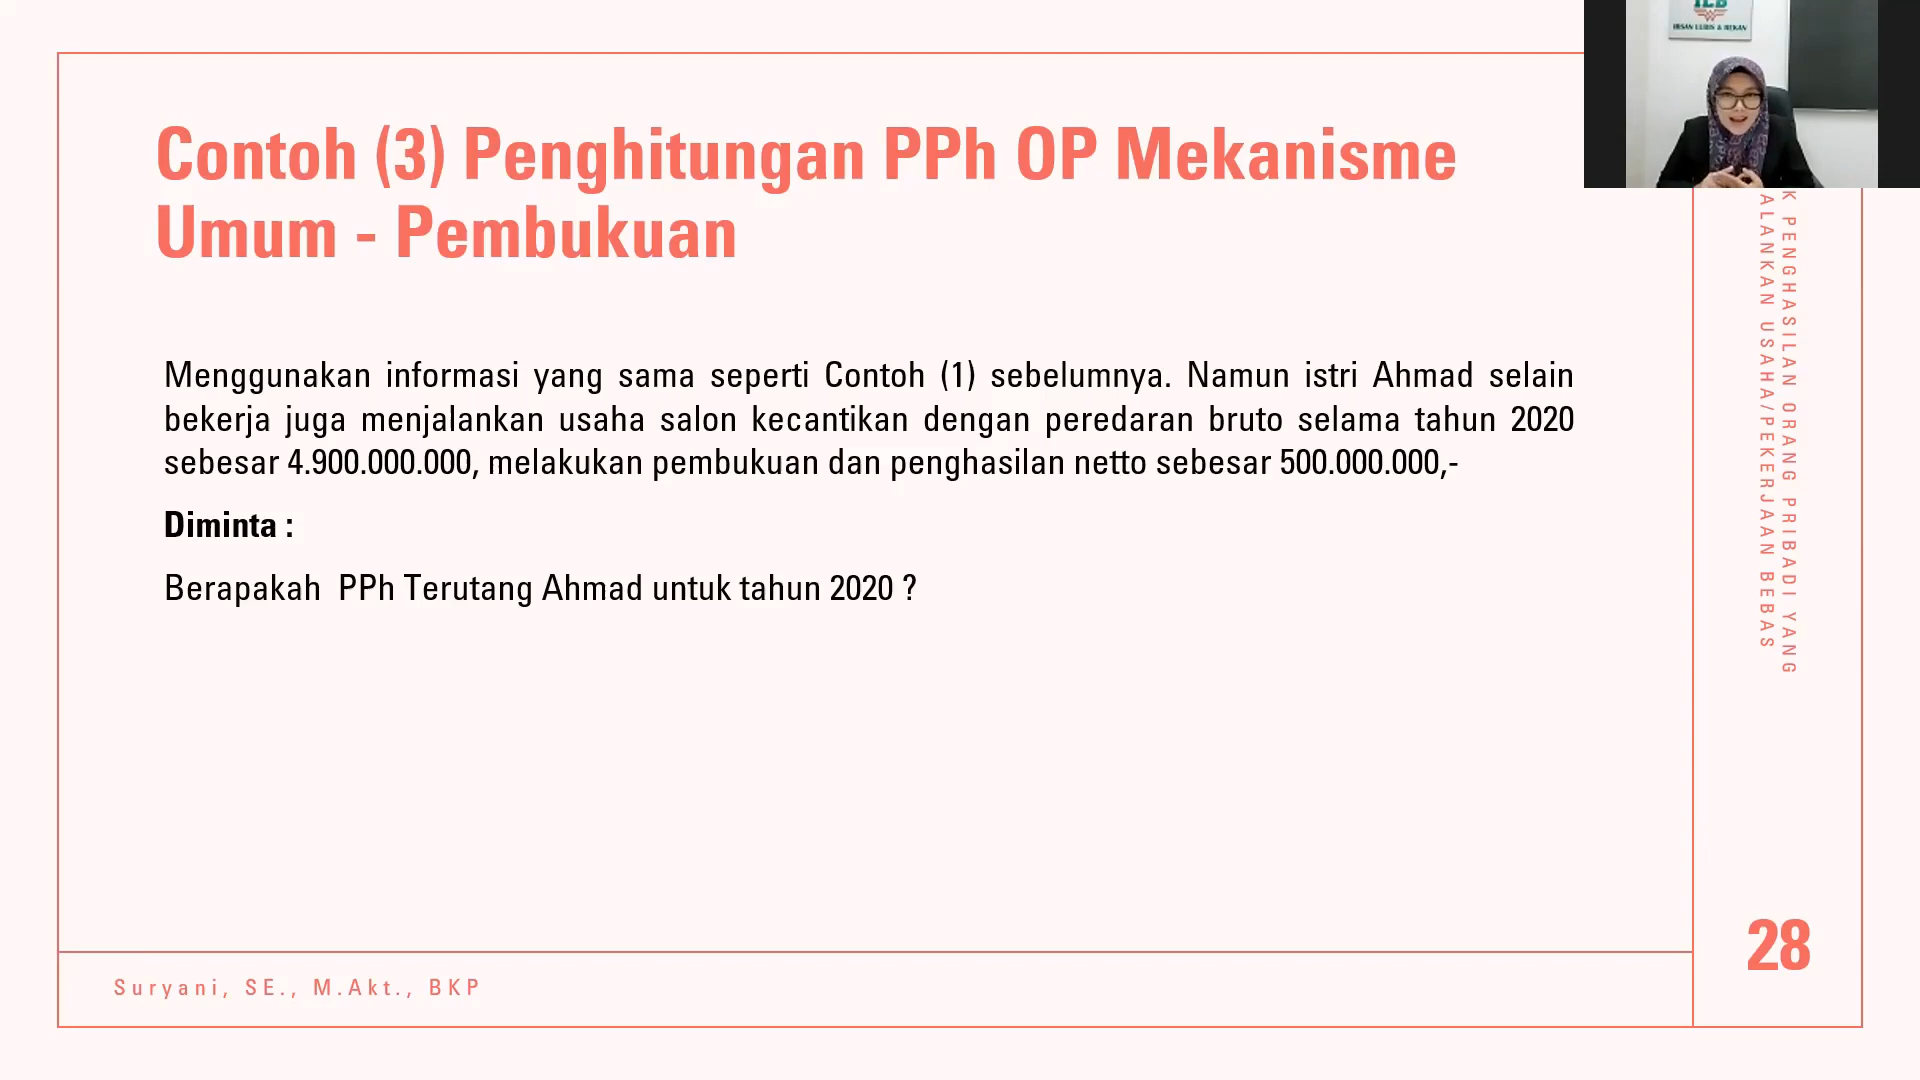 Contoh (3) Penghitungan PPh OP Mekanisme
Umum - Pembukuan
Menggunakan informasi yang sama seperti Contoh (1) sebelumnya. Namun istri Ahmad selain
bekerja juga menjalankan usaha salon kecantikan dengan peredaran bruto selama tahun 2020
sebesar 4.900.000.000, melakukan pembukuan dan penghasilan netto sebesar 500.000.000,-
Diminta :
Berapakah PPh Terutang Ahmad untuk tahun 2020 ?
K PENGHASILAN ORANG PRIBADI YANG
ALANKAN USAHA/PEKERJAAN BEBAS
28
Suryani, SE., M.Akt., BKP